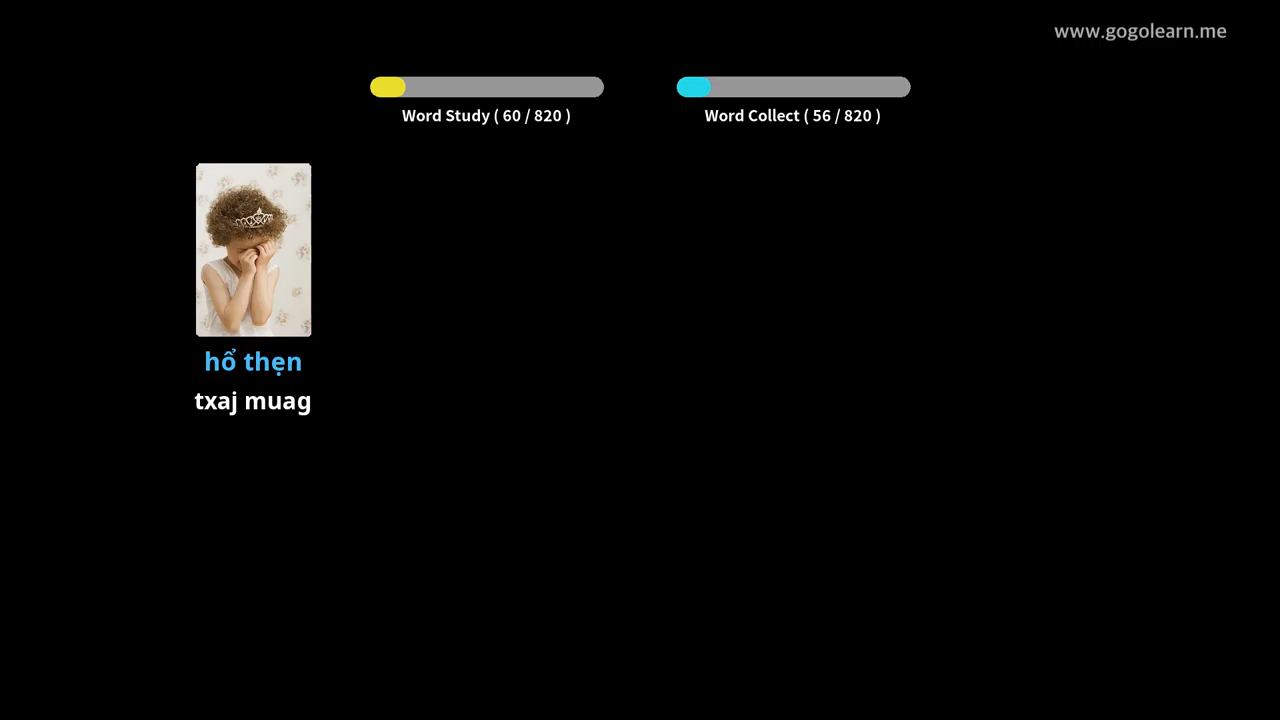 www.gogolearn.me
Word Study ( 60 / 820 )
Word Collect ( 56 / 820 )
hổ thẹn
txaj muag